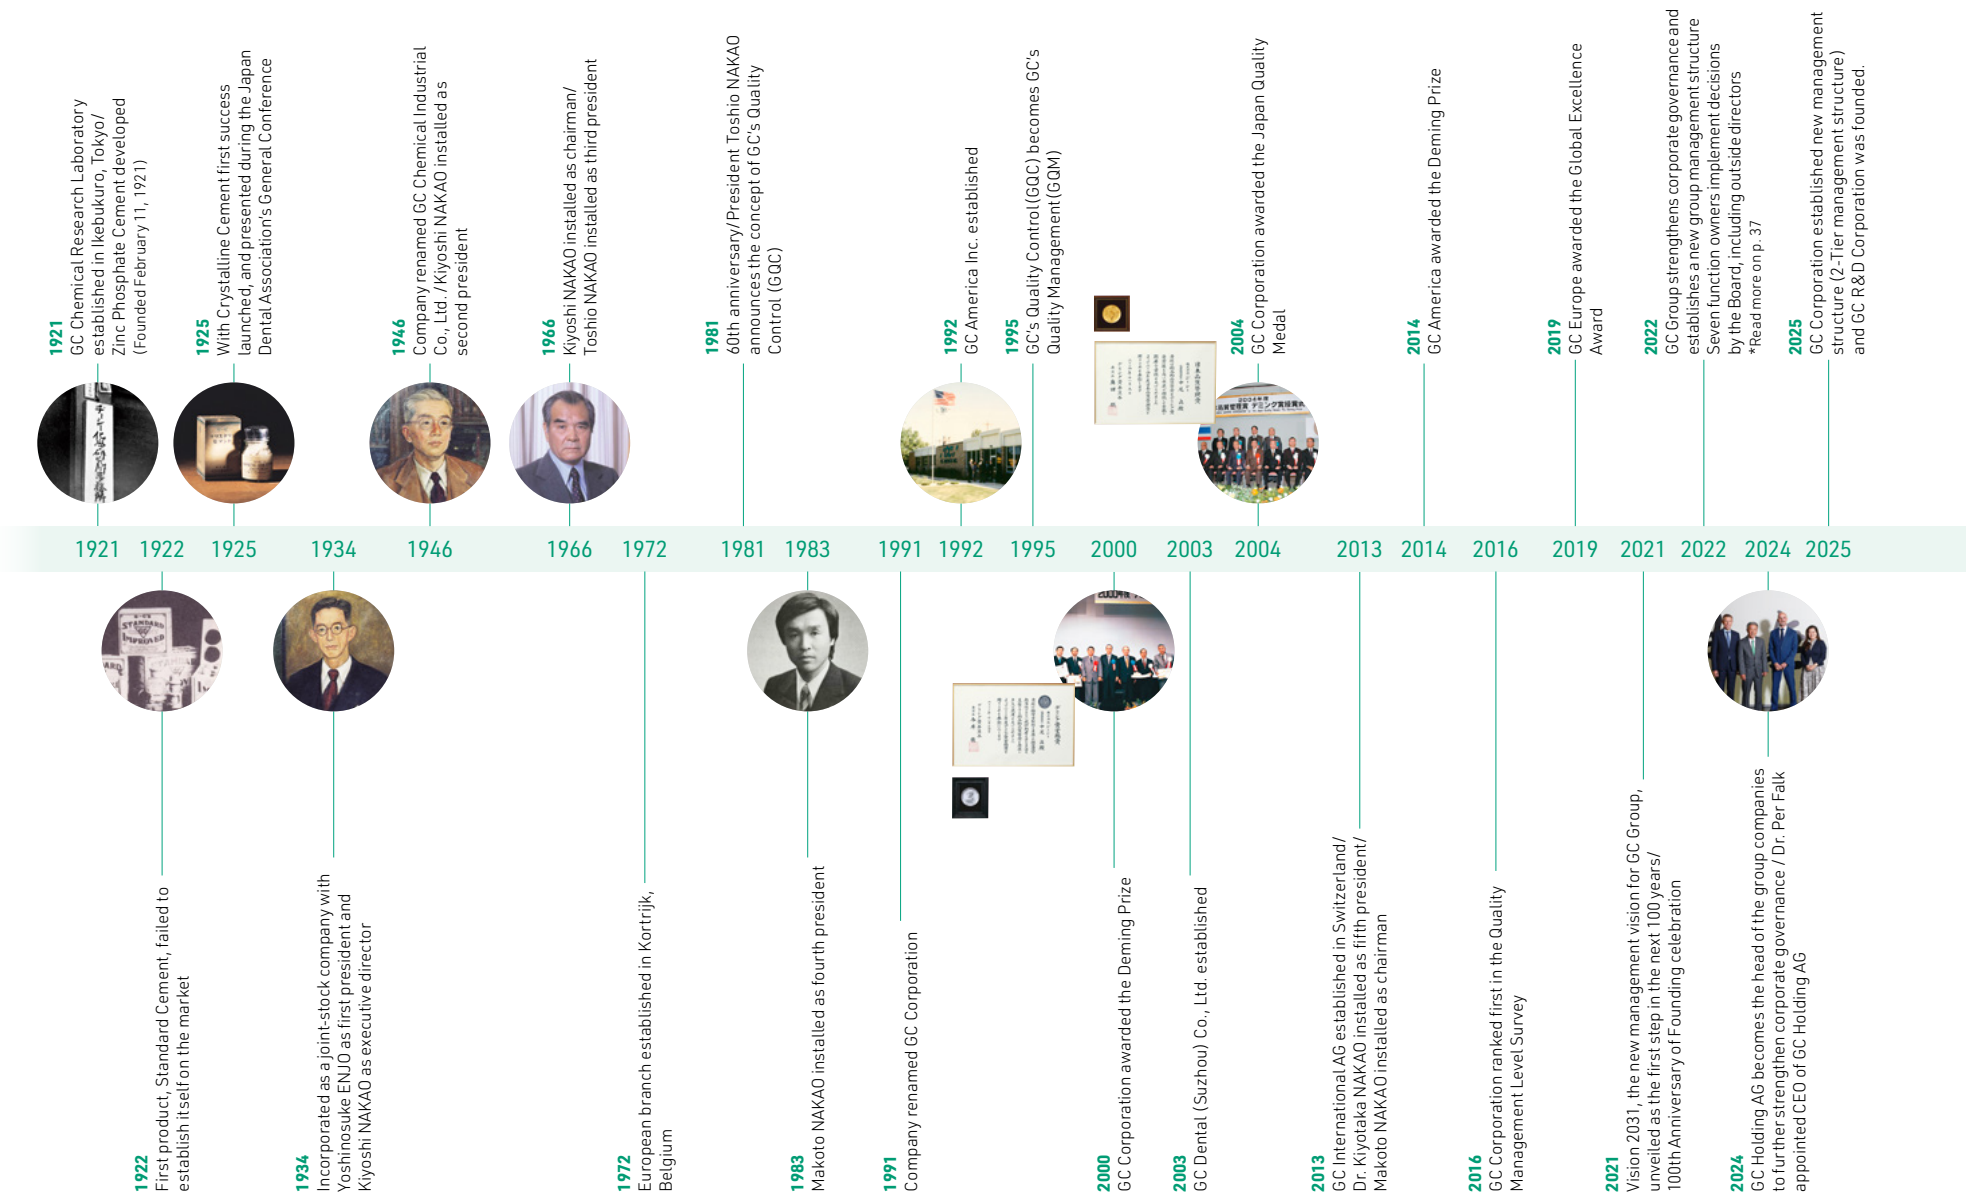 1921
GC Chemical Research Laboratory
established in Ikebukuro, Tokyo/
Zinc Phosphate Cement developed
(Founded February 11, 1921)
1925
With Crystalline Cement first success
launched, and presented during the Japan
Dental Association's General Conference
1946
Company renamed GC Chemical Industrial
Co., Ltd. / Kiyoshi NAKAO installed as
second president
1966
Kiyoshi NAKAO installed as chairman/
Toshio NAKAO installed as third president
1981
60th anniversary/President Toshio NAKAO
announces the concept of GC's Quality
Control (GQC)
1992
GC America Inc. established
1995
GC's Quality Control (GQC) becomes GC's
Quality Management (GQM)
2004
GC Corporation awarded the Japan Quality
Medal
2014
GC America awarded the Deming Prize
2019
GC Europe awarded the Global Excellence
Award
2022
GC Group strengthens corporate governance and
establishes a new group management structure
Seven function owners implement decisions
by the Board, including outside directors
*Read more on p. 37
2025
GC Corporation established new management
structure (2-Tier management structure)
and GC R&D Corporation was founded.
1921 1922 1925 1934 1946 1966 1972 1981 1983 1991 1992 1995 2000 2003 2004 2013 2014 2016 2019 2021 2022 2024 2025
STANDARD
IMPROVED
1922
First product, Standard Cement, failed to
establish itself on the market
1934
Incorporated as a joint-stock company with
Yoshinosuke ENJO as first president and
Kiyoshi NAKAO as executive director
1972
European branch established in Kortrijk,
Belgium
1983
Makoto NAKAO installed as fourth president
1991
Company renamed GC Corporation
2000
GC Corporation awarded the Deming Prize
2003
GC Dental (Suzhou) Co., Ltd. established
2013
GC International AG established in Switzerland/
Dr. Kiyotaka NAKAO installed as fifth president/
Makoto NAKAO installed as chairman
2016
GC Corporation ranked first in the Quality
Management Level Survey
2021
Vision 2031, the new management vision for GC Group,
unveiled as the first step in the next 100 years/
100th Anniversary of Founding celebration
2024
GC Holding AG becomes the head of the group companies
to further strengthen corporate governance / Dr. Per Falk
appointed CEO of GC Holding AG